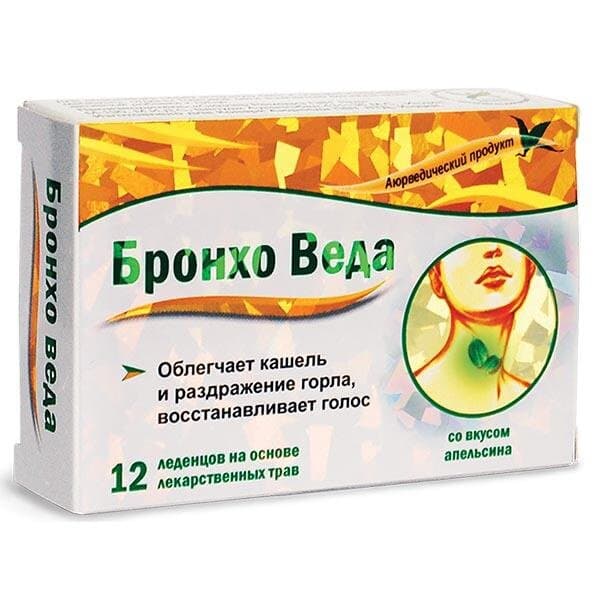 Аюрведический продукт
Бронхо Веда
Бронхо Веда
Облегчает кашель
и раздражение горла,
восстанавливает голос
12 леденцов на основе
лекарственных трав
со вкусом
апельсина